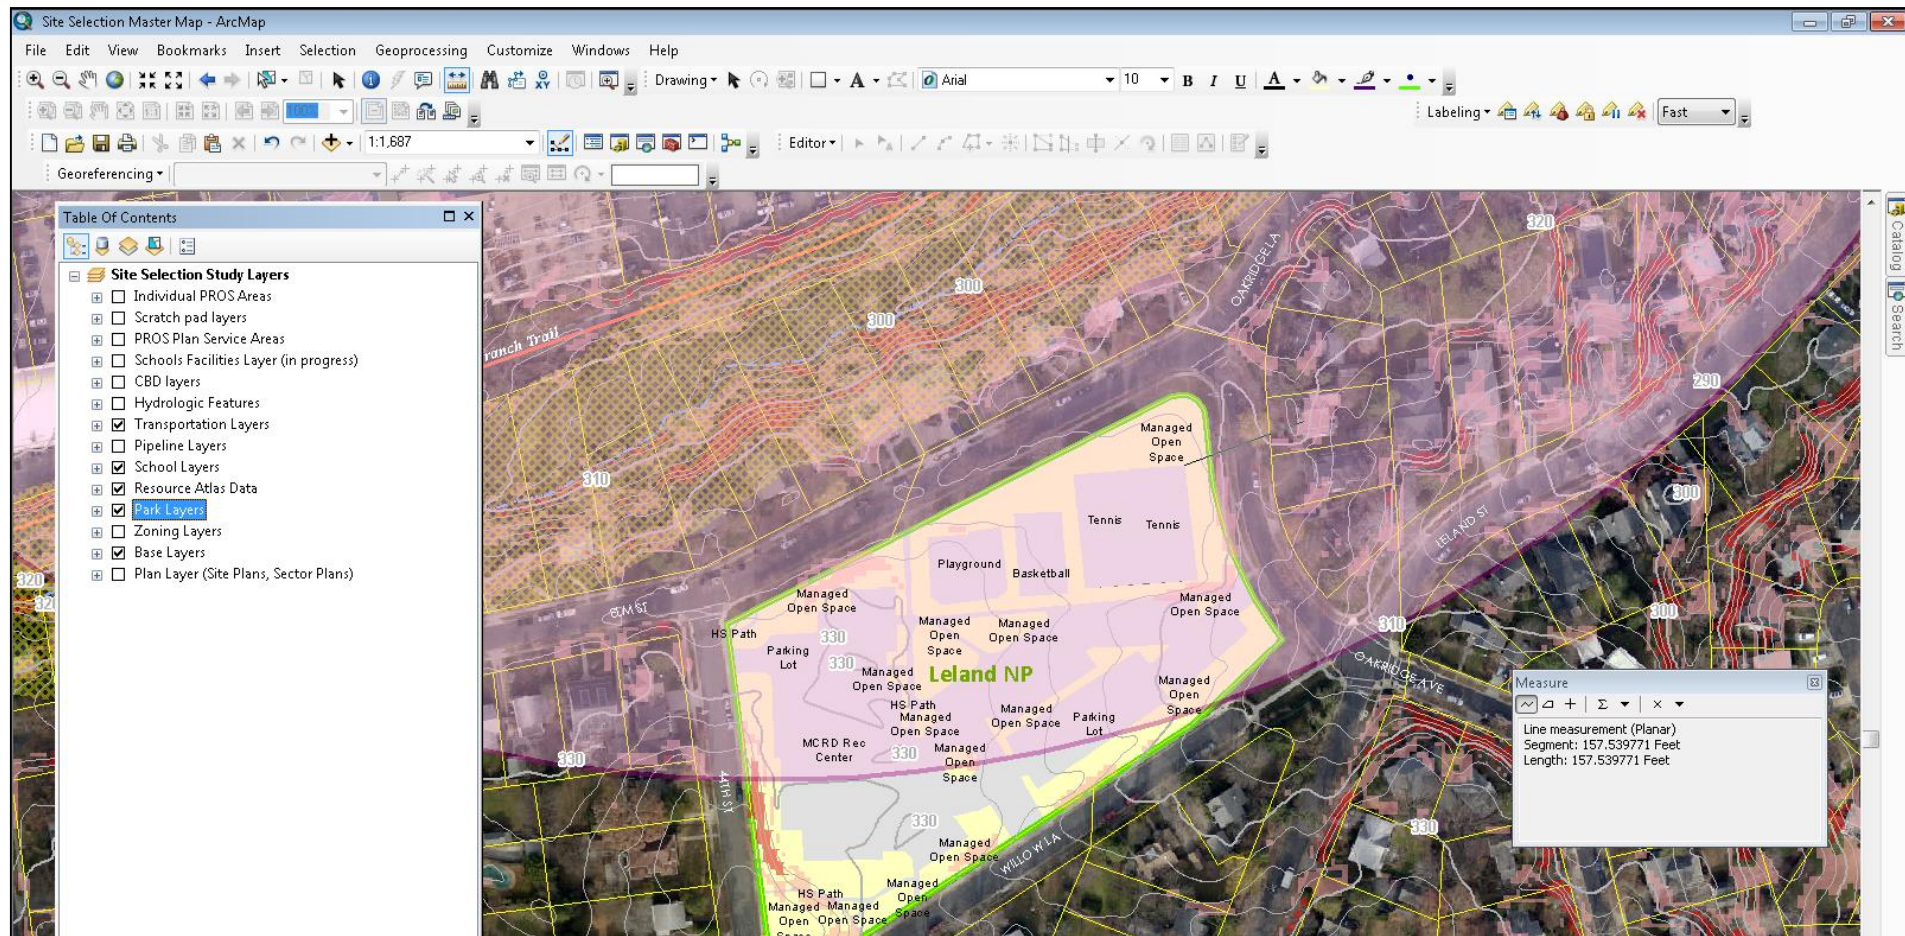 Site Selection Master Map - ArcMap
File Edit View Bookmarks Insert Selection Geoprocessing Customize Windows Help
Drawing
A
Arial
10
B I U A
XY
100%
Labeling
Fast
1:1,687
Editor
Georeferencing
Table Of Contents
Site Selection Study Layers
Individual PROS Areas
Scratch pad layers
PROS Plan Service Areas
Schools Facilities Layer (in progress)
CBD layers
Hydrologic Features
Transportation Layers
Pipeline Layers
School Layers
Resource Atlas Data
Park Layers
Zoning Layers
Base Layers
Plan Layer (Site Plans, Sector Plans)
Catalog
Search
320
OAKRIDGE LA
300
300
ranch Trail
290
310
Managed
Open
Space
300
LELAND ST
Tennis Tennis
Playground
Basketball
320
ELM ST
Managed
Open Space
Managed
Open Space
300
310
HS Path
330
Managed
Open
Space
Managed
Open Space
Parking
Lot
330
Managed
Open Space
Leland NP
OAKRIDGE AVE
Managed
Open
Space
HS Path
Managed
Open Space
Managed
Open Space
Parking
Lot
MCRD Rec
Center
330
Managed
Open
Space
330
44TH ST
330
330
WILLOW LA
Managed
Open Space
HS Path
Managed
Open
Space
Managed
Open
Space
Managed
Open Space
Measure
Line measurement (Planar)
Segment: 157.539771 Feet
Length: 157.539771 Feet